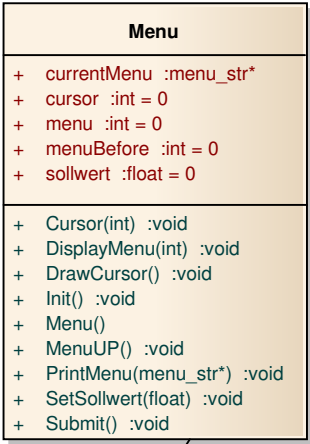 Menu
+ currentMenu :menu_str*
+ cursor :int = 0
+ menu :int = 0
+ menuBefore :int = 0
+ sollwert :float = 0
+ Cursor(int) :void
+ DisplayMenu(int) :void
+ DrawCursor() :void
+ Init() :void
+ Menu()
+ MenuUP() :void
+ PrintMenu(menu_str*) :void
+ SetSollwert(float) :void
+ Submit() :void